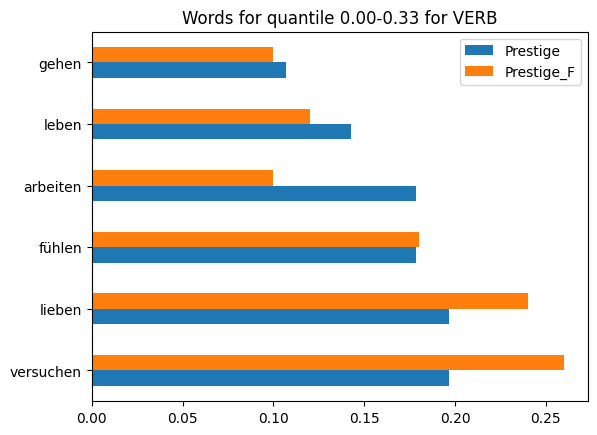 Words for quantile 0.00-0.33 for VERB
Prestige
Prestige_F
gehen
leben
arbeiten
fühlen
lieben
versuchen
0.00 0.05 0.10 0.15 0.20 0.25